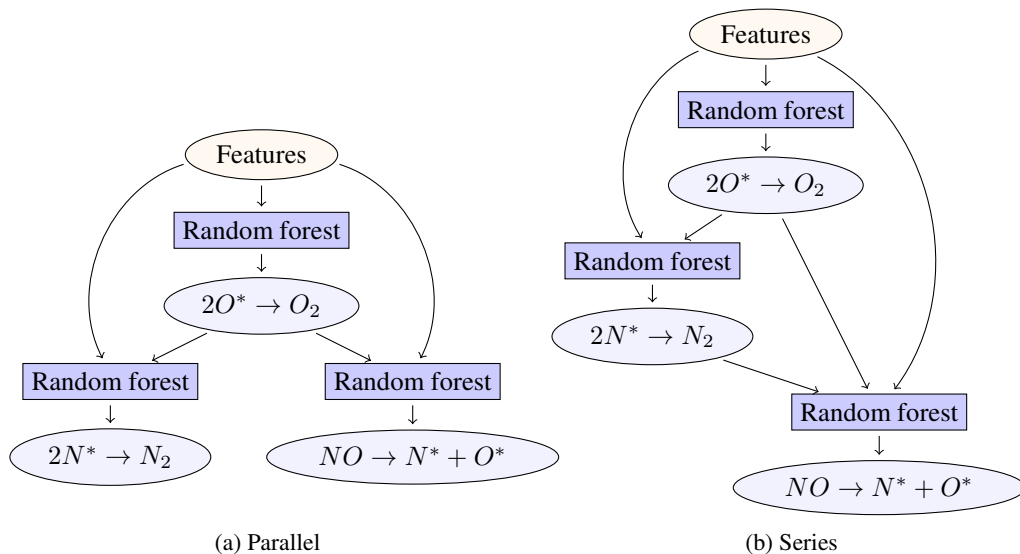 Features
Random forest
2O* → O₂
Random forest
Random forest
2N* → N₂
NO → N* + O*
(a) Parallel
Features
Random forest
2O* → O₂
Random forest
2N* → N₂
Random forest
NO → N* + O*
(b) Series